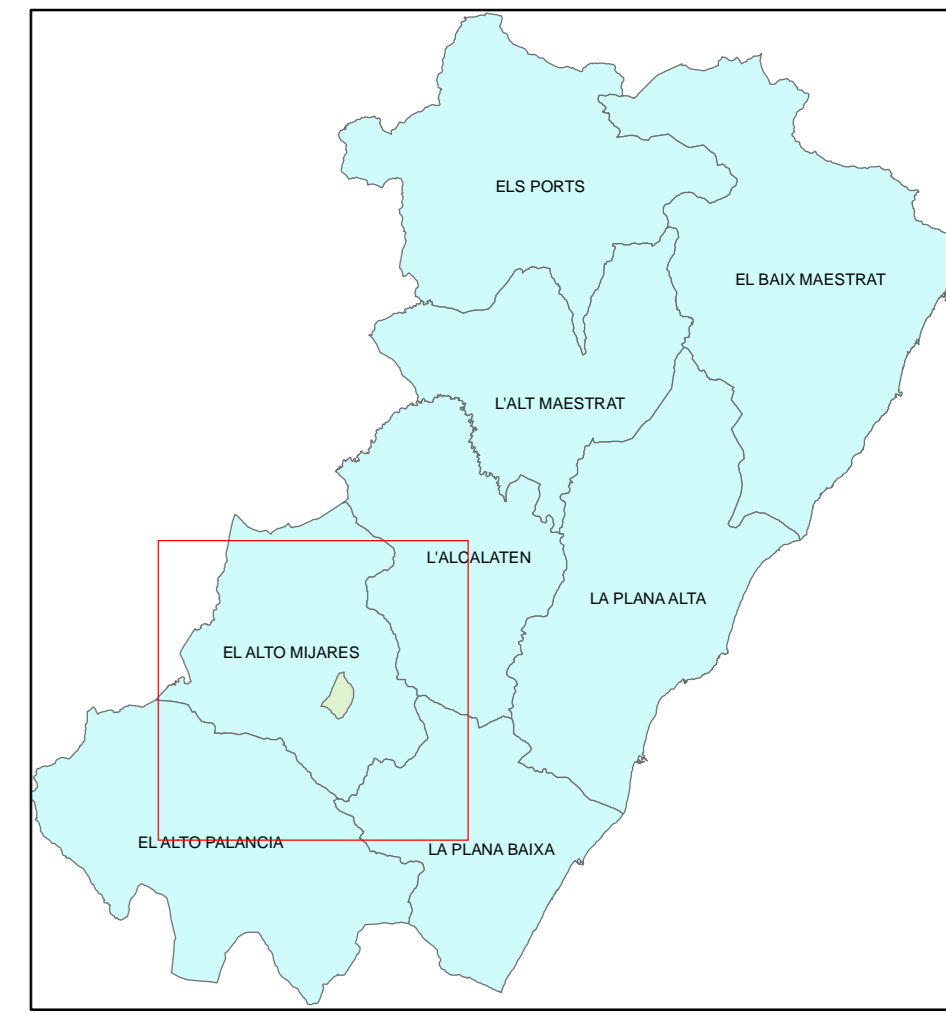 ELS PORTS
EL BAIX MAESTRAT
L'ALT MAESTRAT
L'ALCALATEN
LA PLANA ALTA
EL ALTO MIJARES
EL ALTO PALANCIA
LA PLANA BAIXA